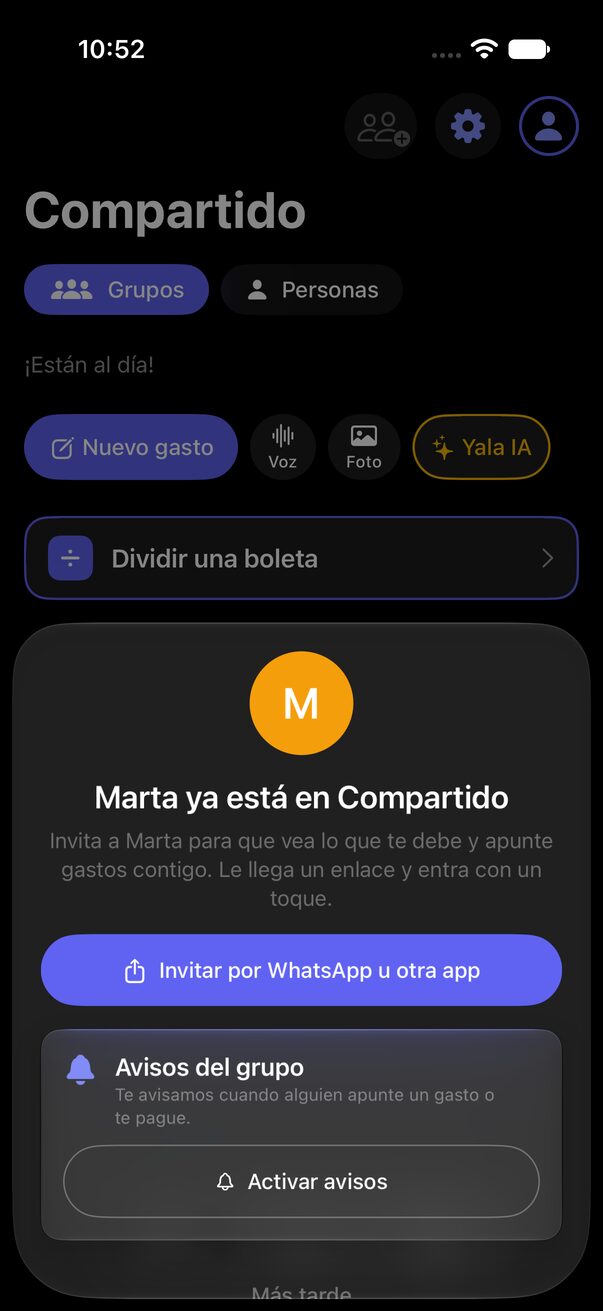 10:52
Compartido
Grupos
Personas
¡Están al día!
Nuevo gasto
Voz
Foto
Yala IA
Dividir una boleta
M
Marta ya está en Compartido
Invita a Marta para que vea lo que te debe y apunte
gastos contigo. Le llega un enlace y entra con un
toque.
Invitar por WhatsApp u otra app
Avisos del grupo
Te avisamos cuando alguien apunte un gasto o
te pague.
Activar avisos
Más tarde